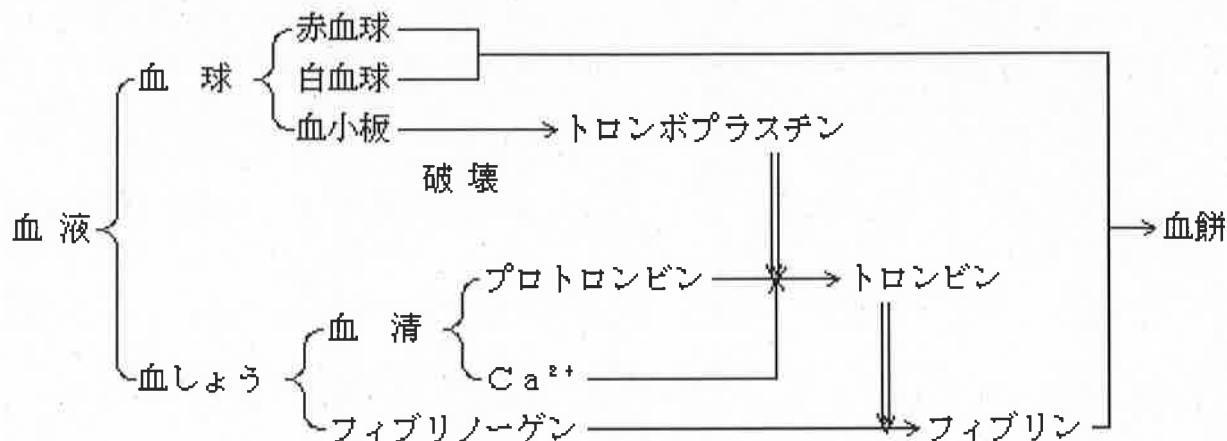 赤血球
血 球
白血球
血小板
トロンボプラスチン
破 壊
血 液
血餅
プロトロンビン
トロンビン
血 清
血しょう
Ca²⁺
フィブリノーゲン
フィブリン